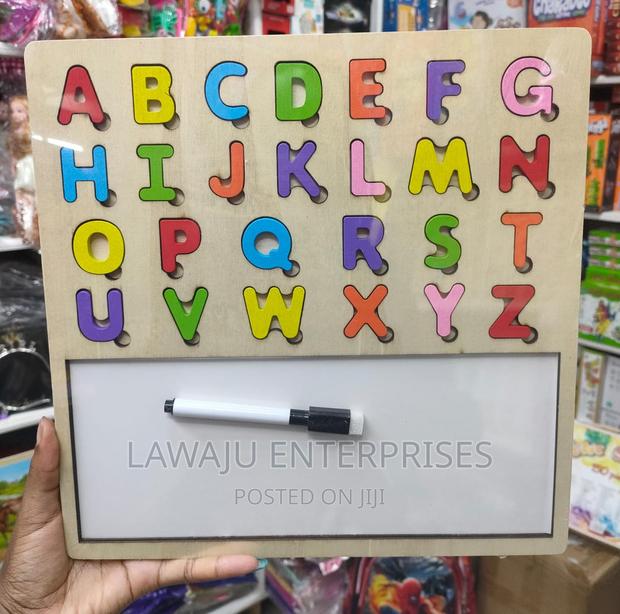 A B C D E F G
H I J K L M N
O P Q R S T
U V W X Y Z
LAWAJU ENTERPRISES
POSTED ON JIJI